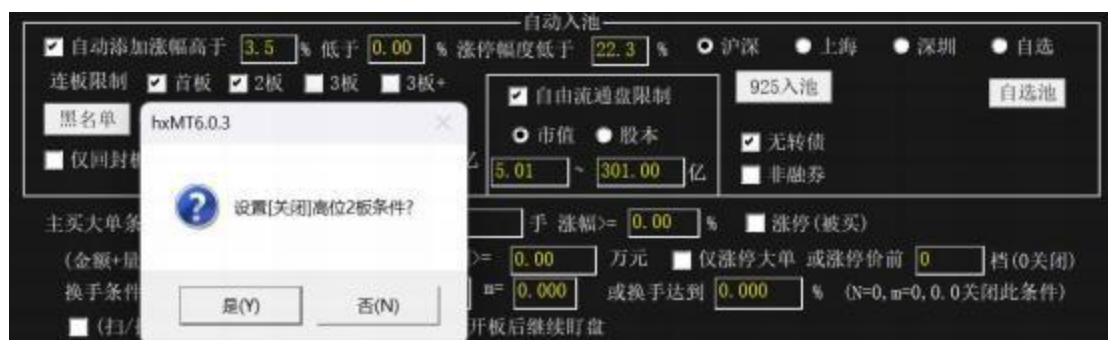 自动入池
自动添加涨幅高于 3.5 % 低于 0.00 % 涨停幅度低于 22.3 % 沪深 上海 深圳 自选
连板限制 首板 2板 3板 3板+ 自由流通盘限制 925入池 自选池
黑名单 hxMT6.0.3 市值 股本 无转债
仅回封 亿 5.01 ~ 301.00 亿 非融券
设置[关闭]高位2板条件?
主买大单条 手 涨幅>= 0.00 % 涨停(被买)
(金额+量 >= 0.00 万元 仅涨停大单 或涨停价前 0 档(0关闭)
换手条件 m= 0.000 或换手达到 0.000 % (N=0,m=0,0.0关闭此条件)
是(Y) 否(N)
(扫/ 开板后继续盯盘